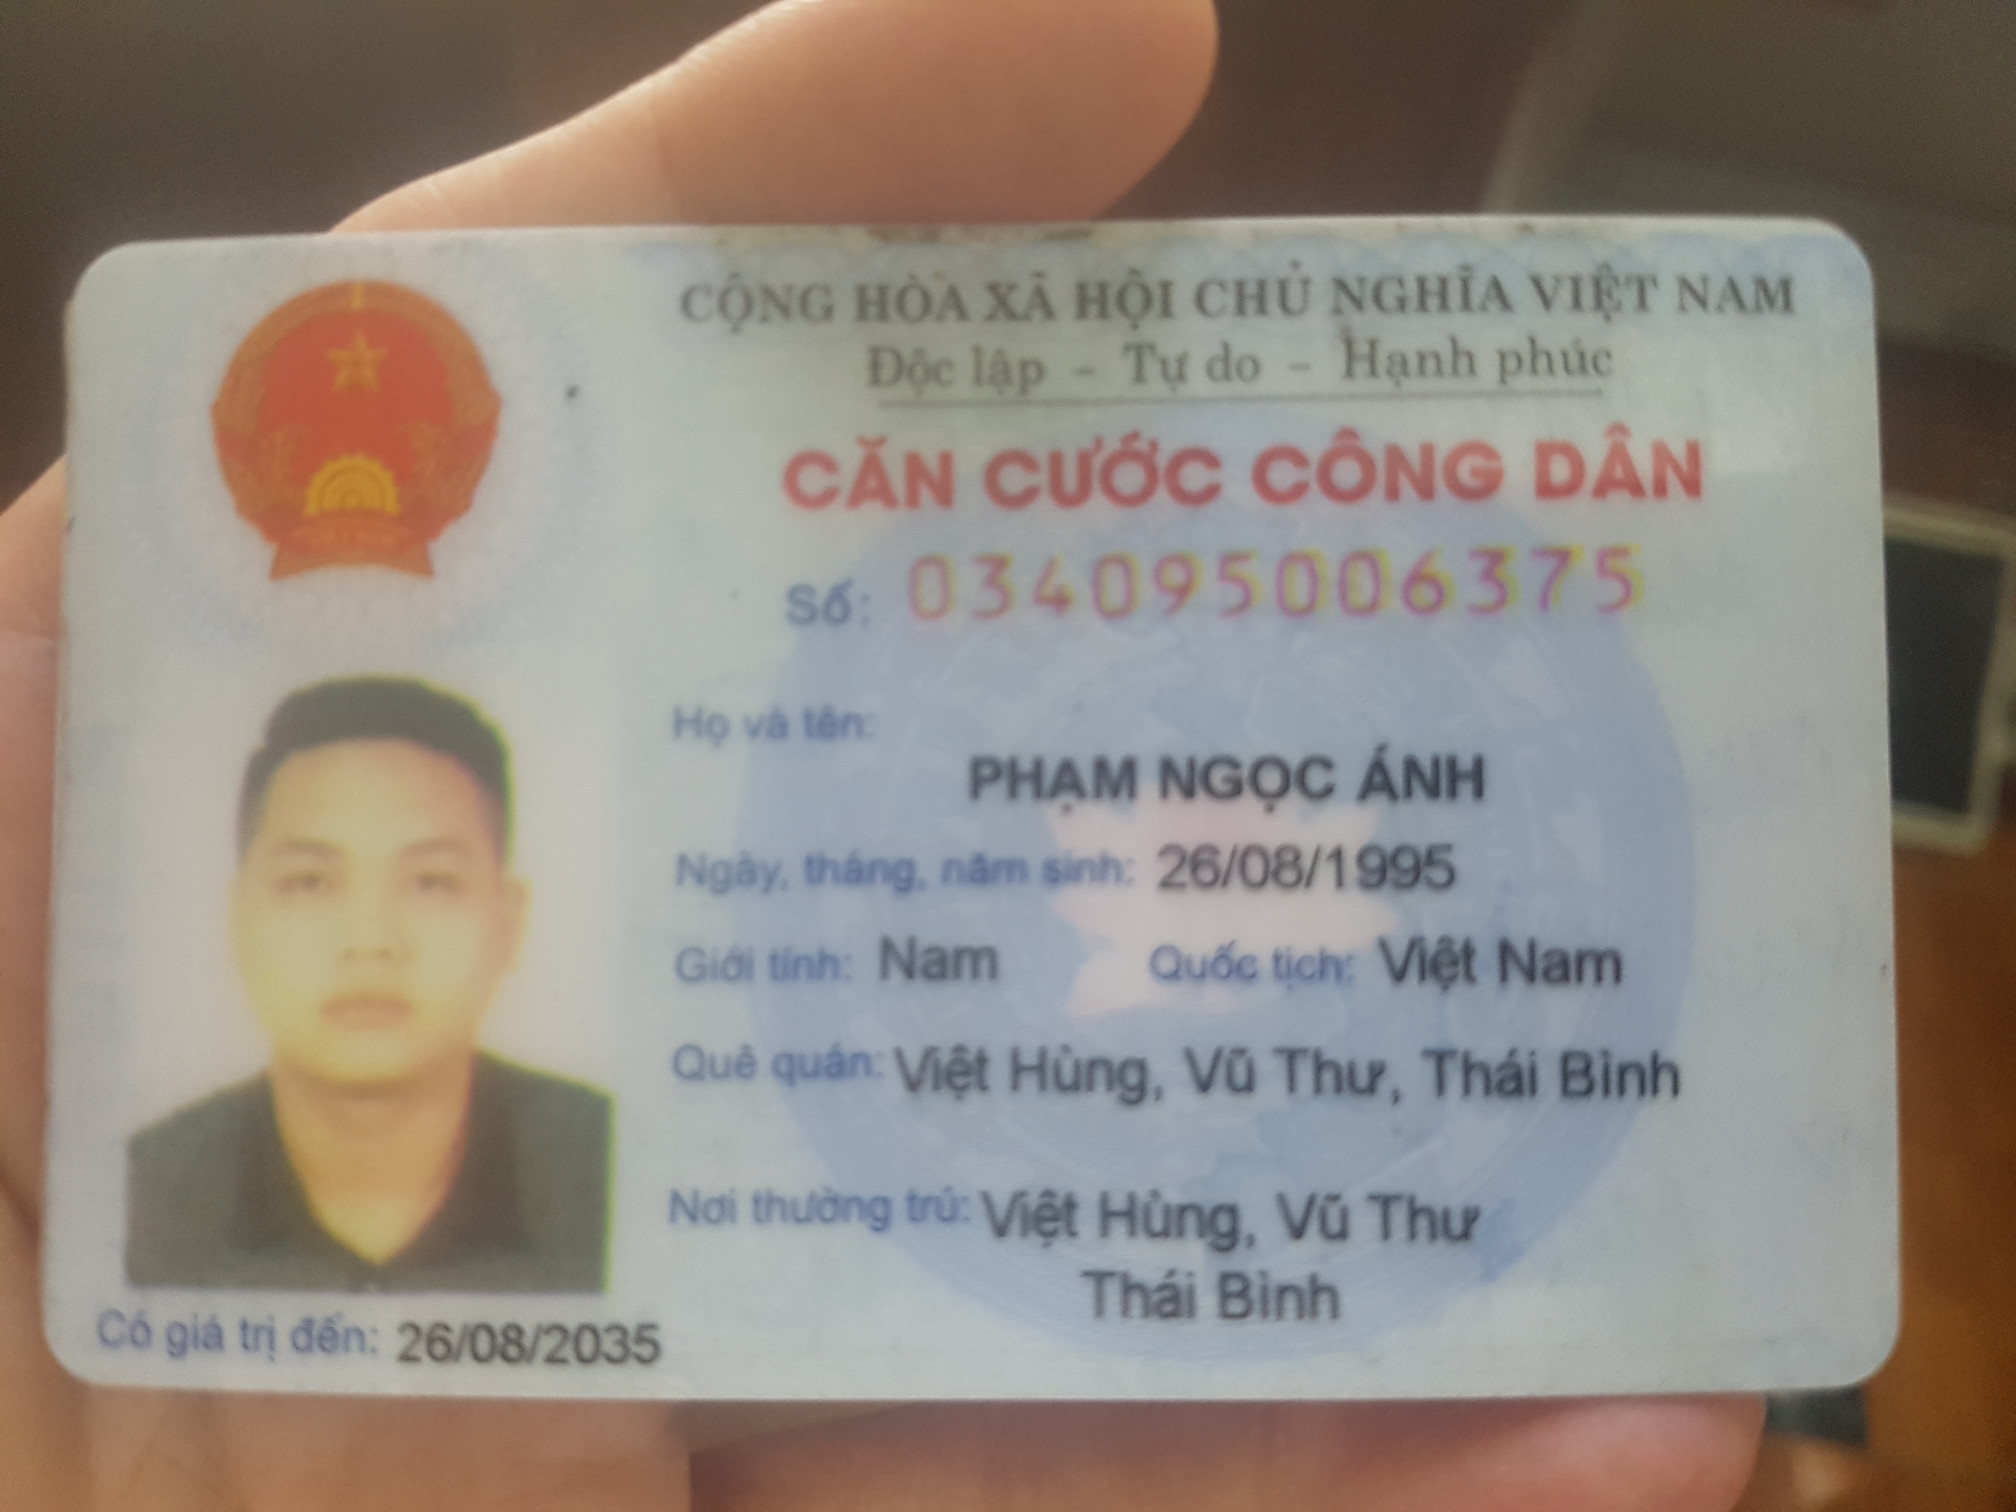 CỘNG HÒA XÃ HỘI CHỦ NGHĨA VIỆT NAM
Độc lập - Tự do - Hạnh phúc
CĂN CƯỚC CÔNG DÂN
Số: 034095006375
Họ và tên:
PHẠM NGỌC ÁNH
Ngày, tháng, năm sinh: 26/08/1995
Giới tính: Nam Quốc tịch: Việt Nam
Quê quán: Việt Hùng, Vũ Thư, Thái Bình
Nơi thường trú: Việt Hùng, Vũ Thư
Thái Bình
Có giá trị đến: 26/08/2035